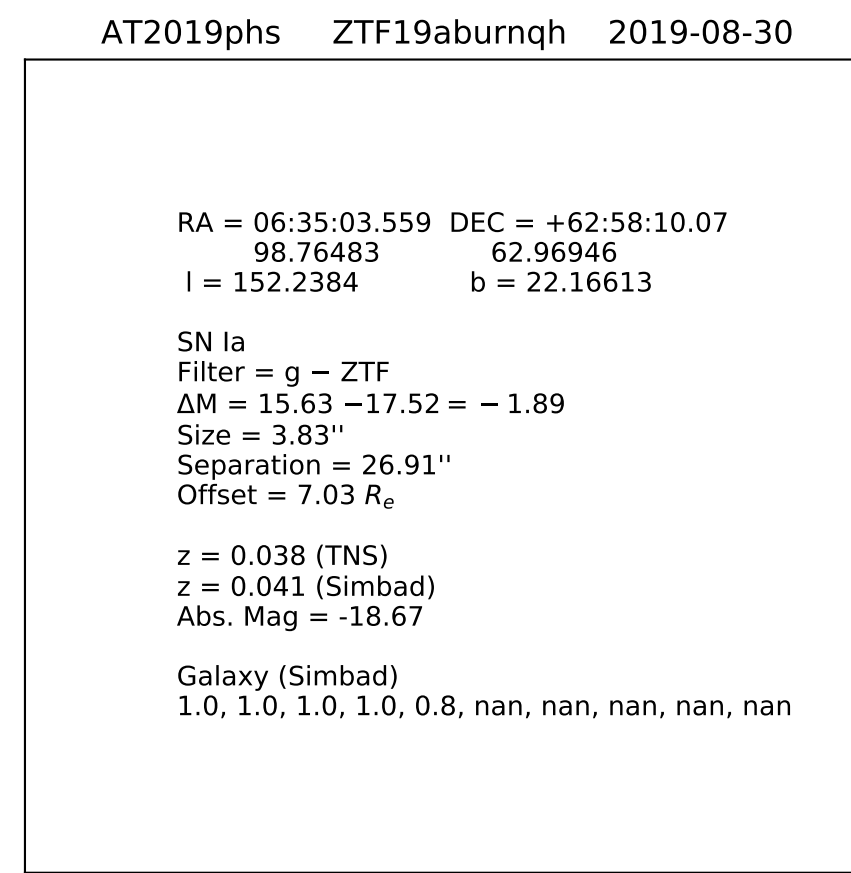 AT2019phs ZTF19aburnqh 2019-08-30
RA = 06:35:03.559 DEC = +62:58:10.07
98.76483 62.96946
l = 152.2384 b = 22.16613
SN Ia
Filter = g − ZTF
ΔM = 15.63 −17.52 = − 1.89
Size = 3.83''
Separation = 26.91''
Offset = 7.03 Rₑ
z = 0.038 (TNS)
z = 0.041 (Simbad)
Abs. Mag = -18.67
Galaxy (Simbad)
1.0, 1.0, 1.0, 1.0, 0.8, nan, nan, nan, nan, nan